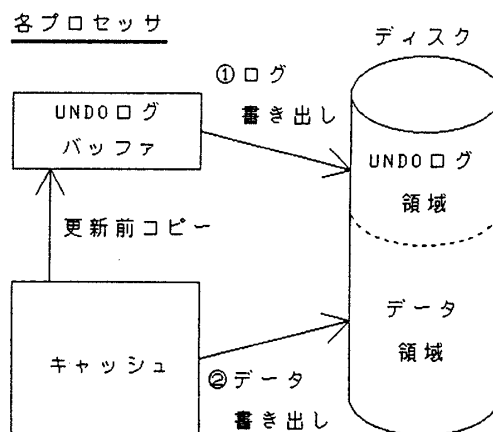 各プロセッサ
ディスク
①ログ
書き出し
UNDOログ
バッファ
UNDOログ
領域
更新前コピー
データ
領域
キャッシュ
②データ
書き出し